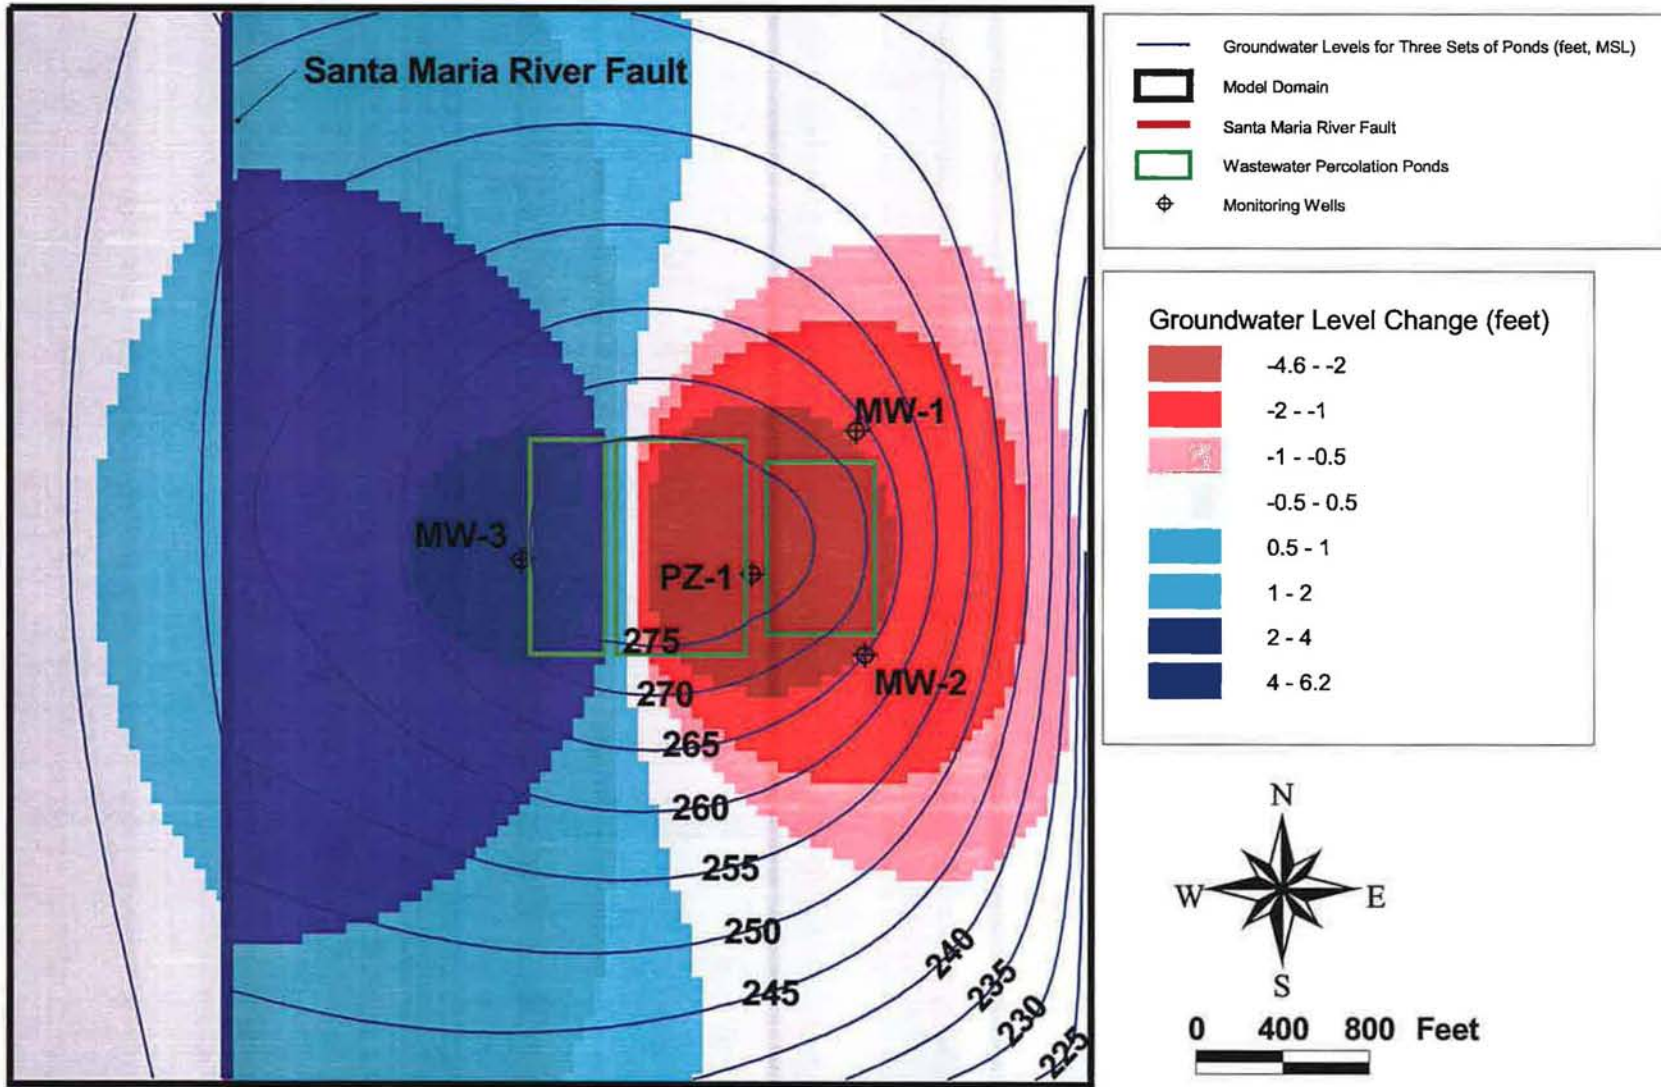 Santa Maria River Fault
MW-1
MW-3
PZ-1
MW-2
275
270
265
260
255
250
245
240
235
230
225
Groundwater Levels for Three Sets of Ponds (feet, MSL)
Model Domain
Santa Maria River Fault
Wastewater Percolation Ponds
Monitoring Wells
Groundwater Level Change (feet)
-4.6 - -2
-2 - -1
-1 - -0.5
-0.5 - 0.5
0.5 - 1
1 - 2
2 - 4
4 - 6.2
N
W E
S
0 400 800 Feet